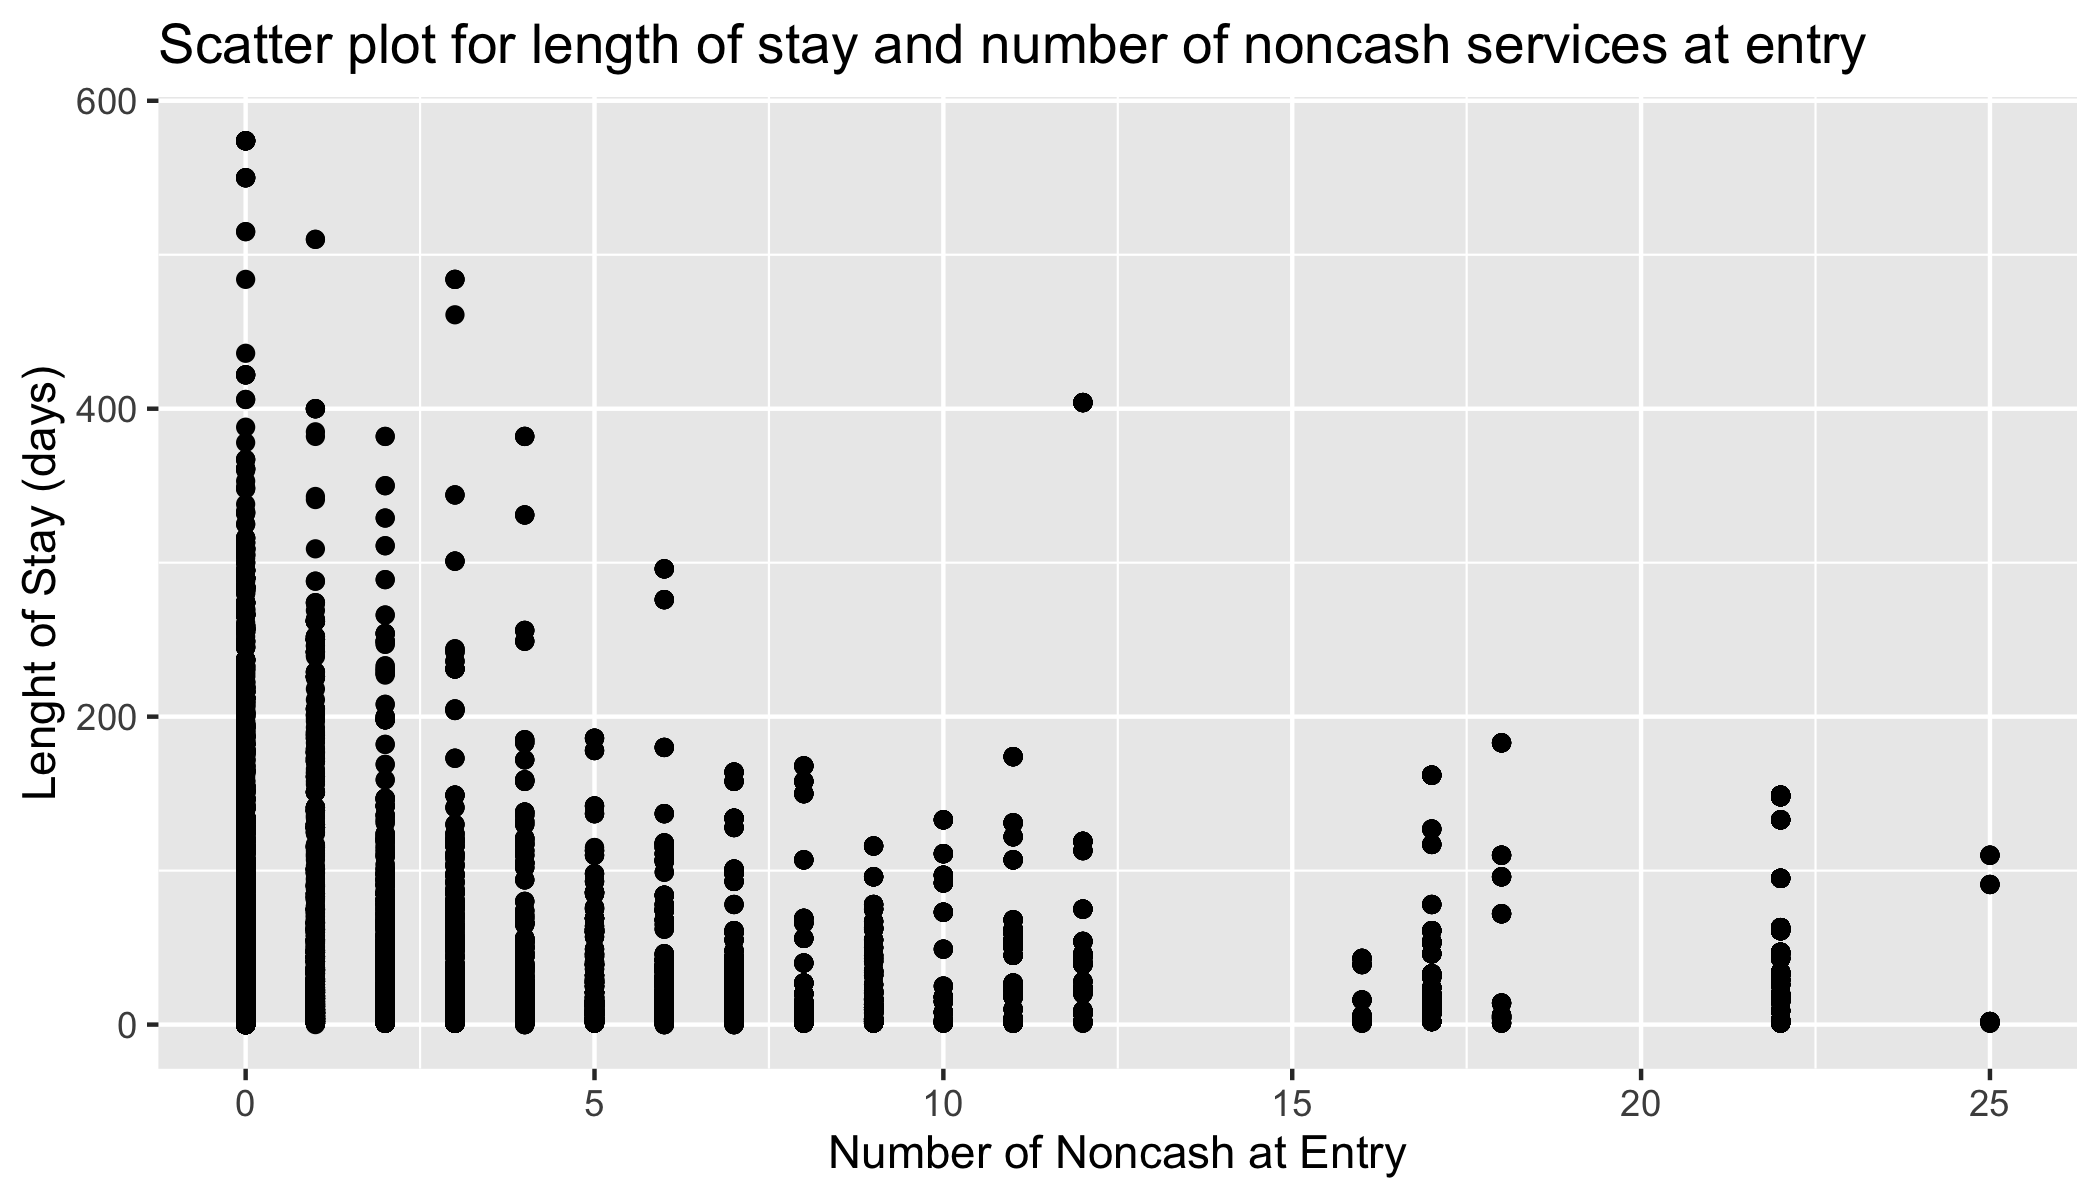 Scatter plot for length of stay and number of noncash services at entry
600
400
200
0
Lenght of Stay (days)
0 5 10 15 20 25
Number of Noncash at Entry